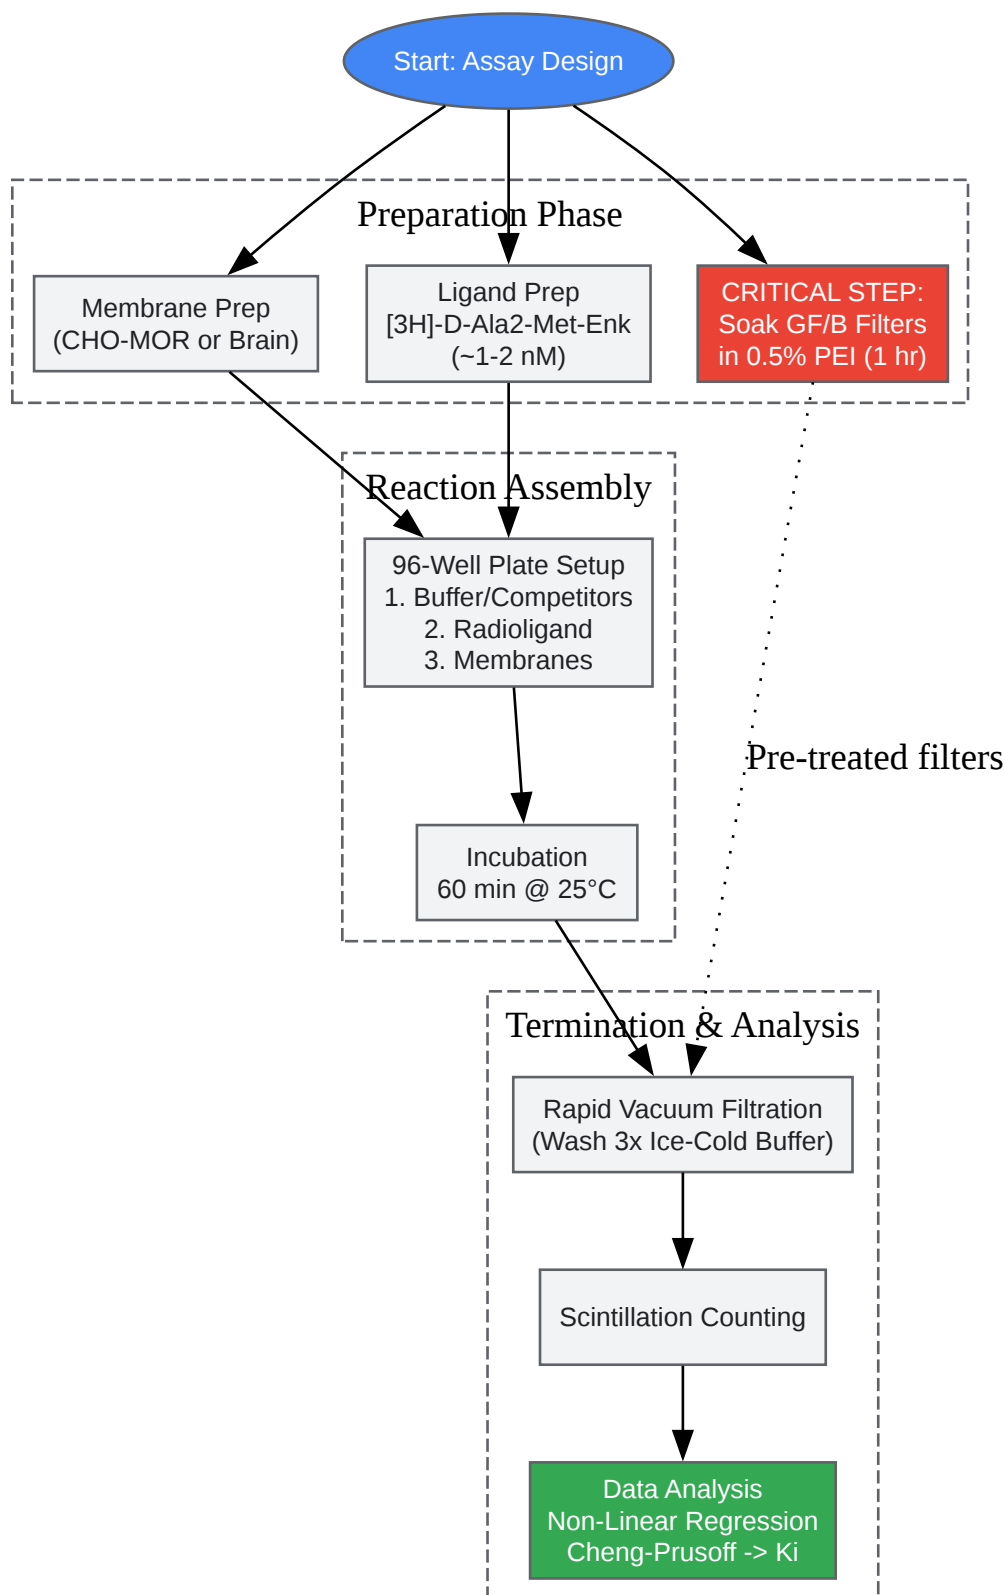 Start: Assay Design
Preparation Phase
Membrane Prep
(CHO-MOR or Brain)
Ligand Prep
[3H]-D-Ala2-Met-Enk
(~1-2 nM)
CRITICAL STEP:
Soak GF/B Filters
in 0.5% PEI (1 hr)
Reaction Assembly
96-Well Plate Setup
1. Buffer/Competitors
2. Radioligand
3. Membranes
Pre-treated filters
Incubation
60 min @ 25°C
Termination & Analysis
Rapid Vacuum Filtration
(Wash 3x Ice-Cold Buffer)
Scintillation Counting
Data Analysis
Non-Linear Regression
Cheng-Prusoff -> Ki